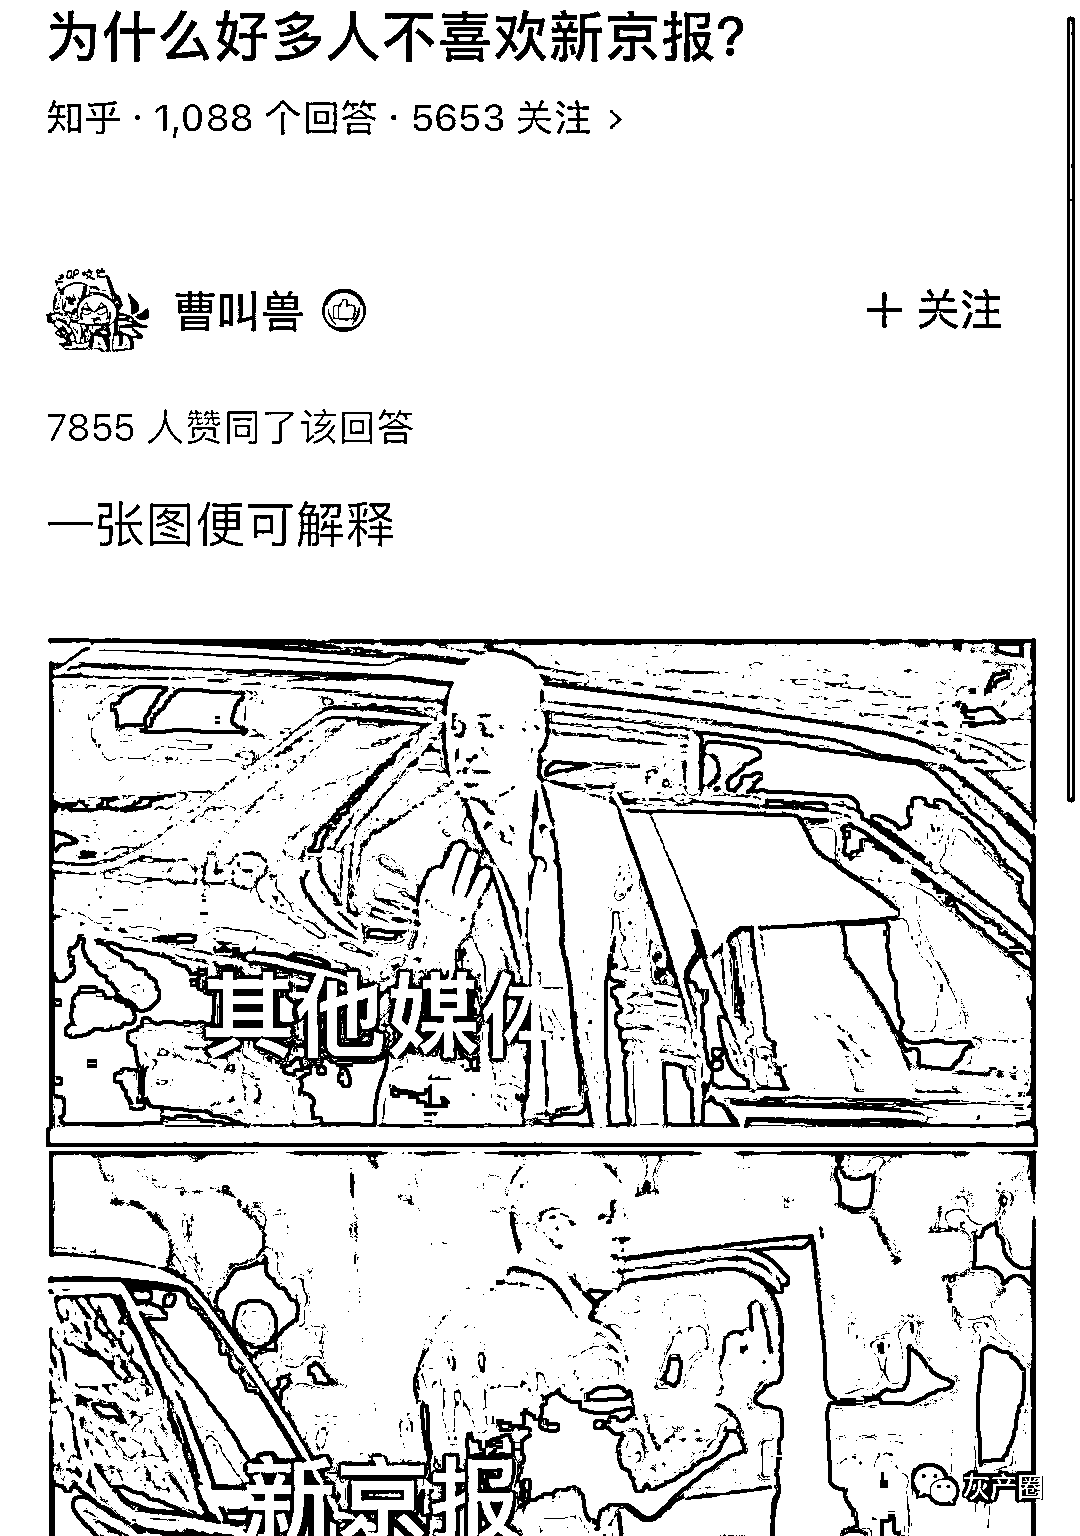 为什么好多人不喜欢新京报?
知乎 · 1,088 个回答 · 5653 关注 >
曹叫兽
+ 关注
7855 人赞同了该回答
一张图便可解释
其他媒体
新京报
灰产圈